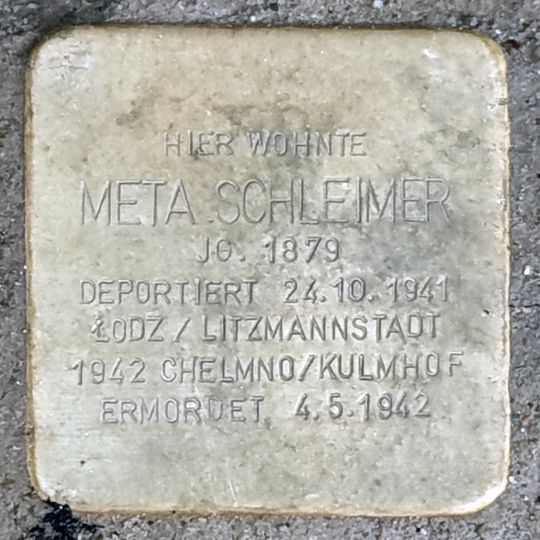 HIER WOHNTE
META SCHLEIMER
JG. 1879
DEPORTIERT 24.10.1941
ŁODZ / LITZMANNSTADT
1942 CHELMNO/KULMHOF
ERMORDET 4.5.1942